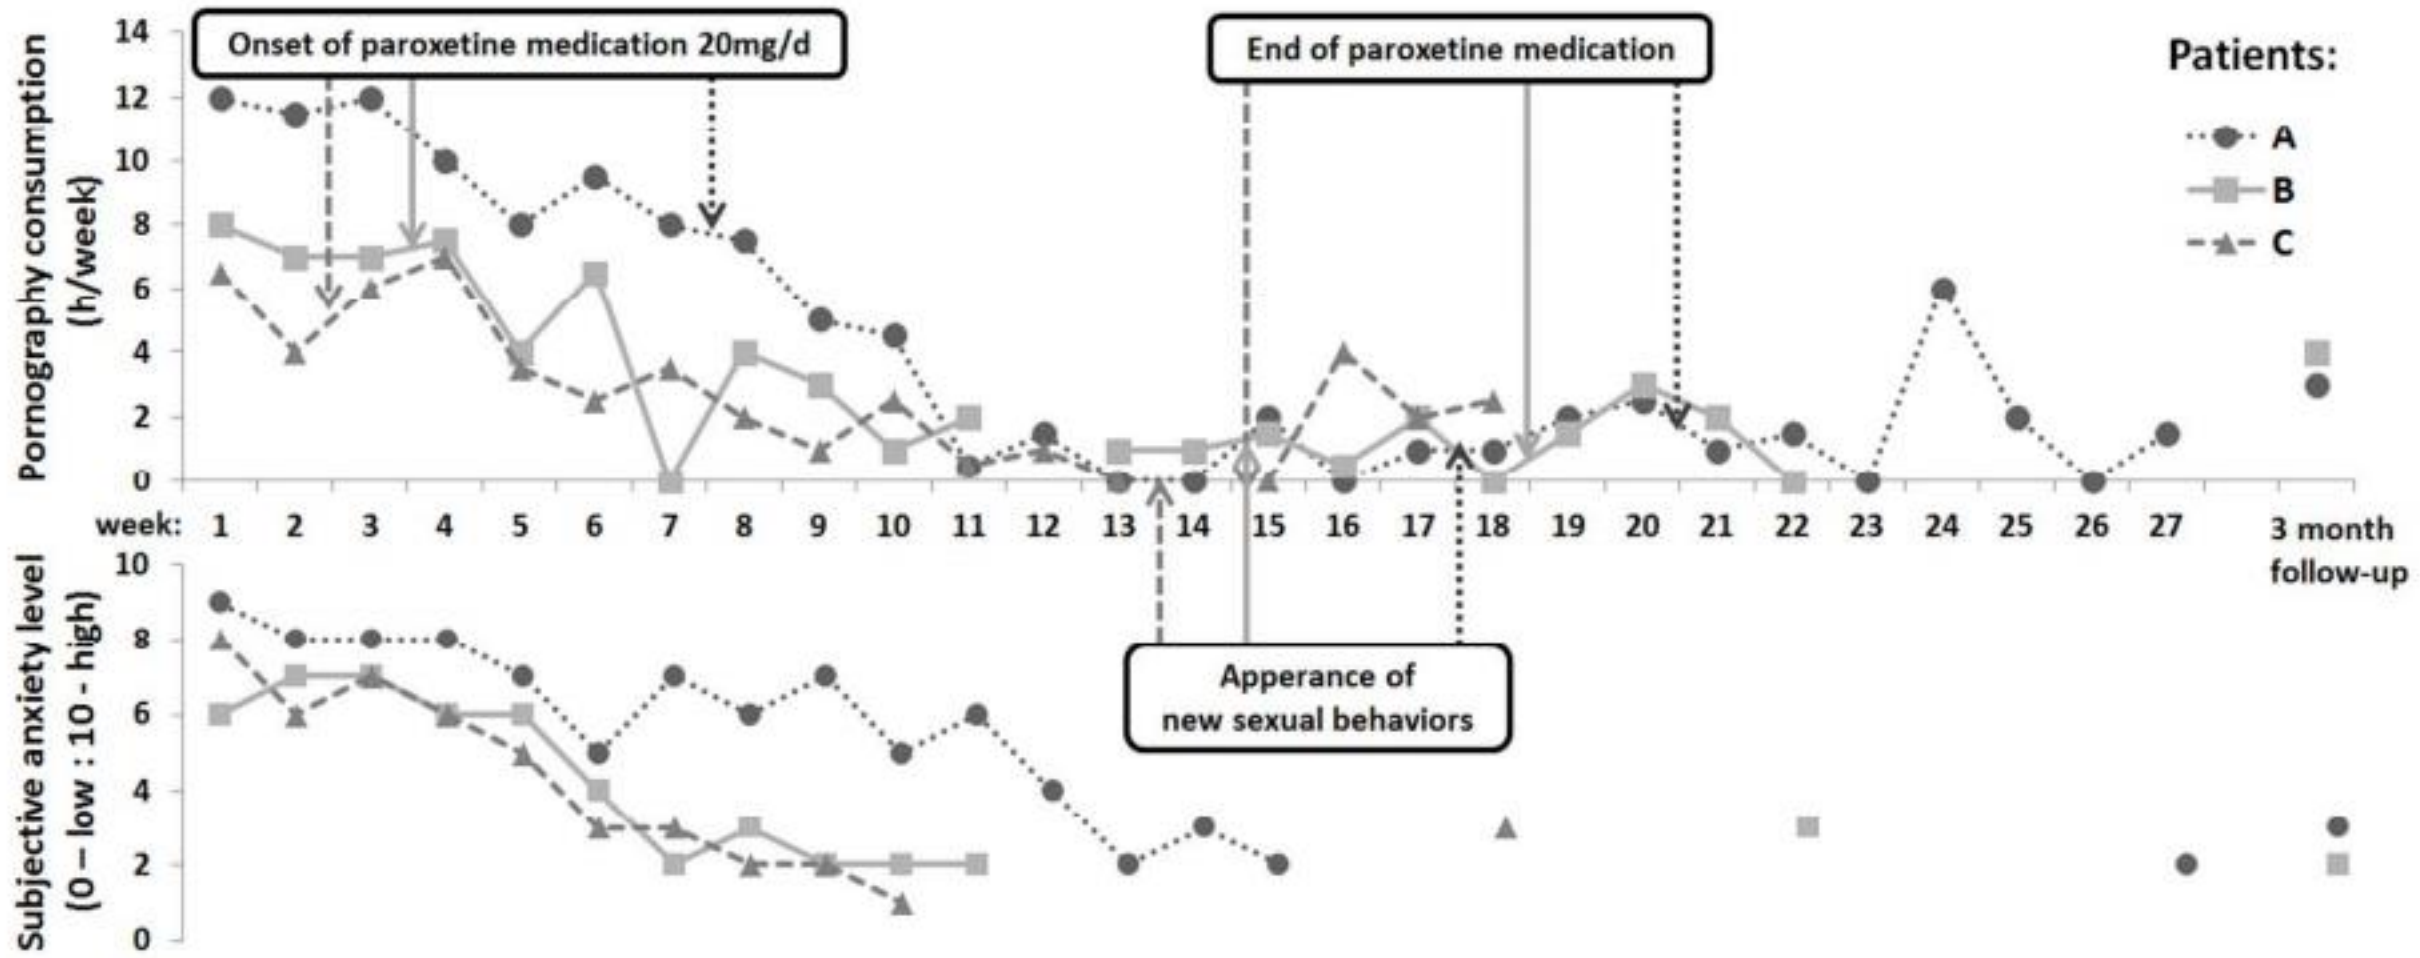 Onset of paroxetine medication 20mg/d
End of paroxetine medication
Patients:
A
B
C
Pornography consumption
(h/week)
14
12
10
8
6
4
2
0
week: 1 2 3 4 5 6 7 8 9 10 11 12 13 14 15 16 17 18 19 20 21 22 23 24 25 26 27 3 month
follow-up
Subjective anxiety level
(0 – low : 10 - high)
10
8
6
4
2
0
Apperance of
new sexual behaviors